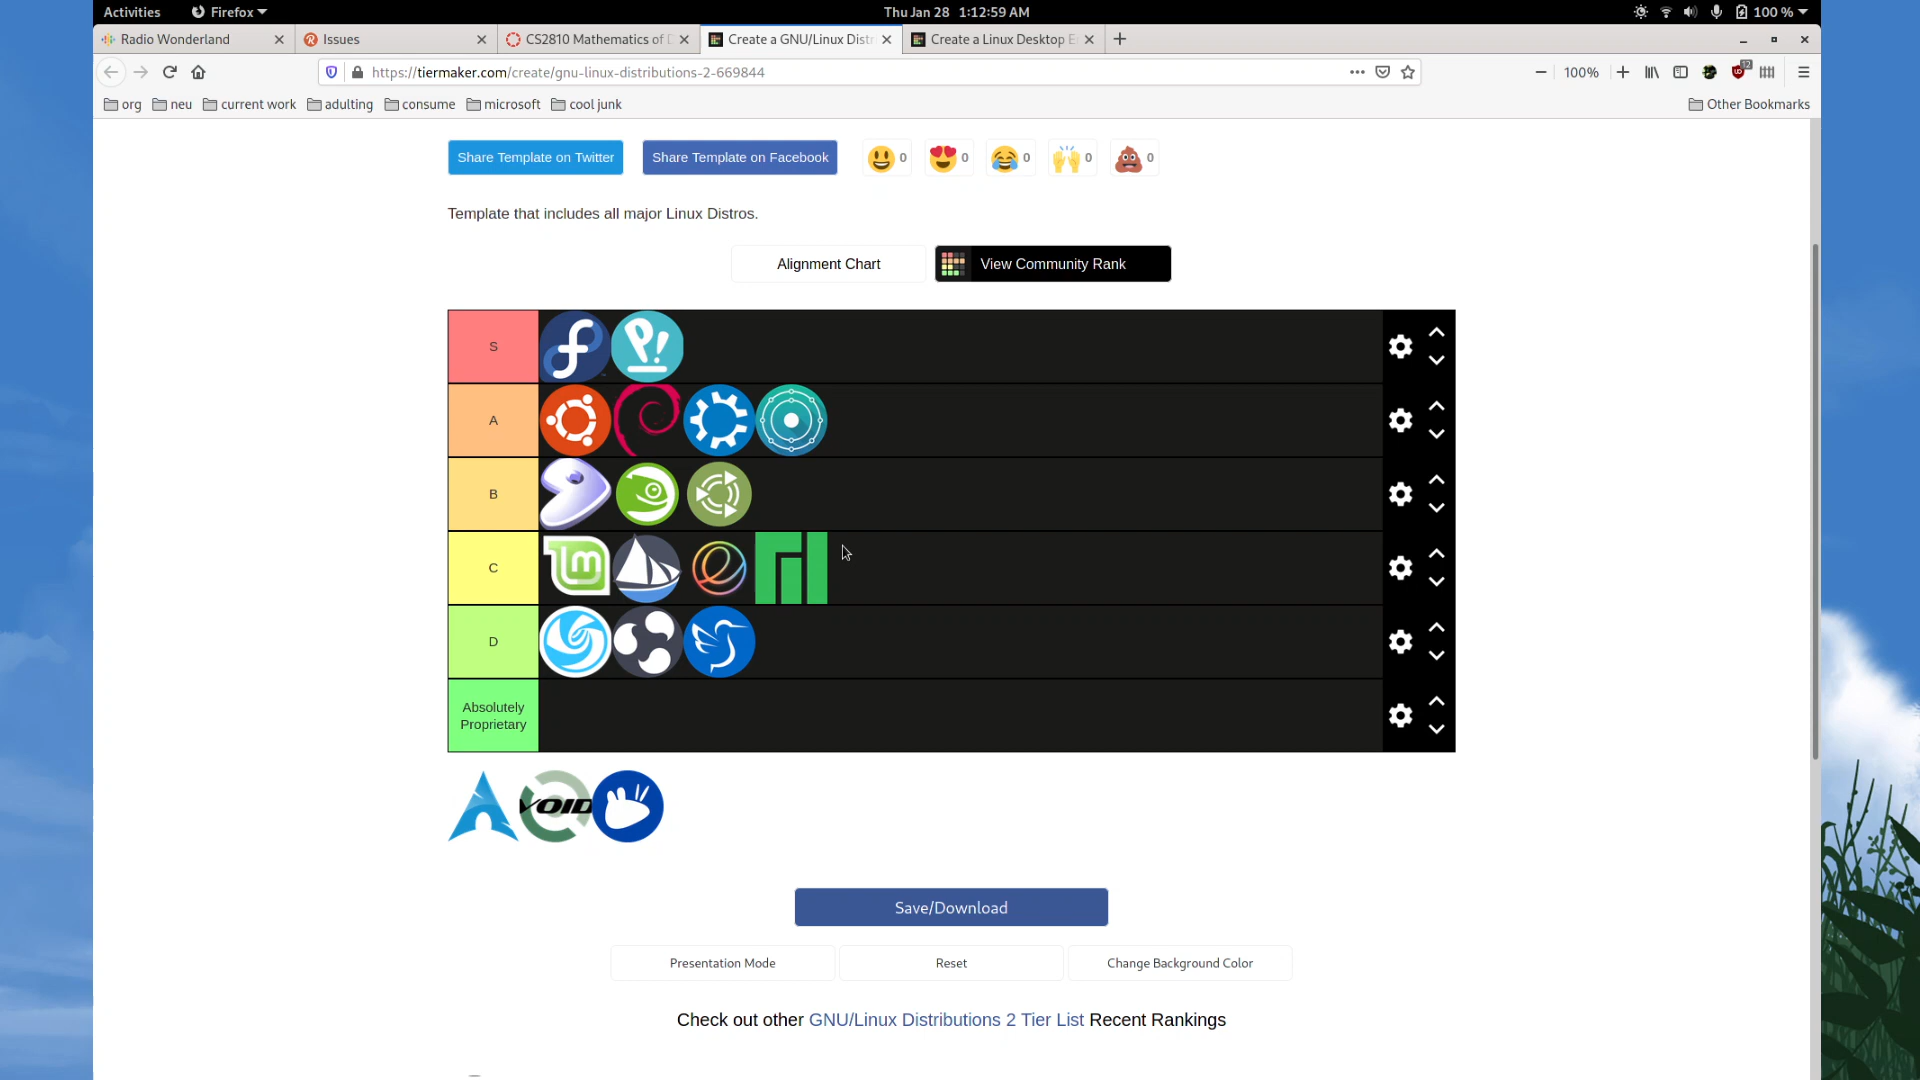 Activities Firefox Thu Jan 28 1:12:59 AM 100 %
Radio Wonderland Issues CS2810 Mathematics of D Create a GNU/Linux Distr Create a Linux Desktop E
https://tiermaker.com/create/gnu-linux-distributions-2-669844 100% 32
org neu current work adulting consume microsoft cool junk Other Bookmarks
Share Template on Twitter Share Template on Facebook 0 0 0 0 0
Template that includes all major Linux Distros.
Alignment Chart View Community Rank
S P!
A
B
C lm e
D
Absolutely
Proprietary
VOID
Save/Download
Presentation Mode Reset Change Background Color
Check out other GNU/Linux Distributions 2 Tier List Recent Rankings